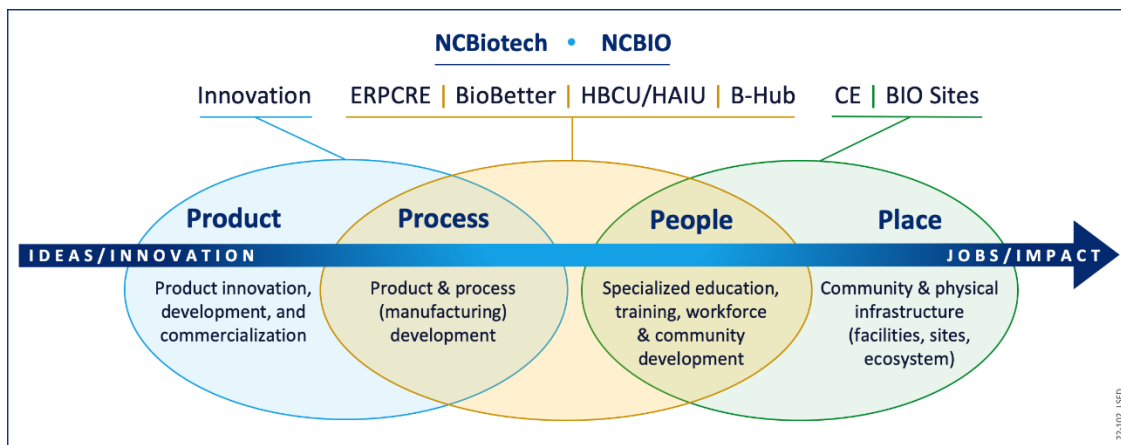 NCBiotech • NCBIO
Innovation
ERPCRE | BioBetter | HBCU/HAIU | B-Hub
CE | BIO Sites
Product
Process
People
Place
IDEAS/INNOVATION
JOBS/IMPACT
Product innovation,
development, and
commercialization
Product & process
(manufacturing)
development
Specialized education,
training, workforce
& community
development
Community & physical
infrastructure
(facilities, sites,
ecosystem)
22-102_LSED